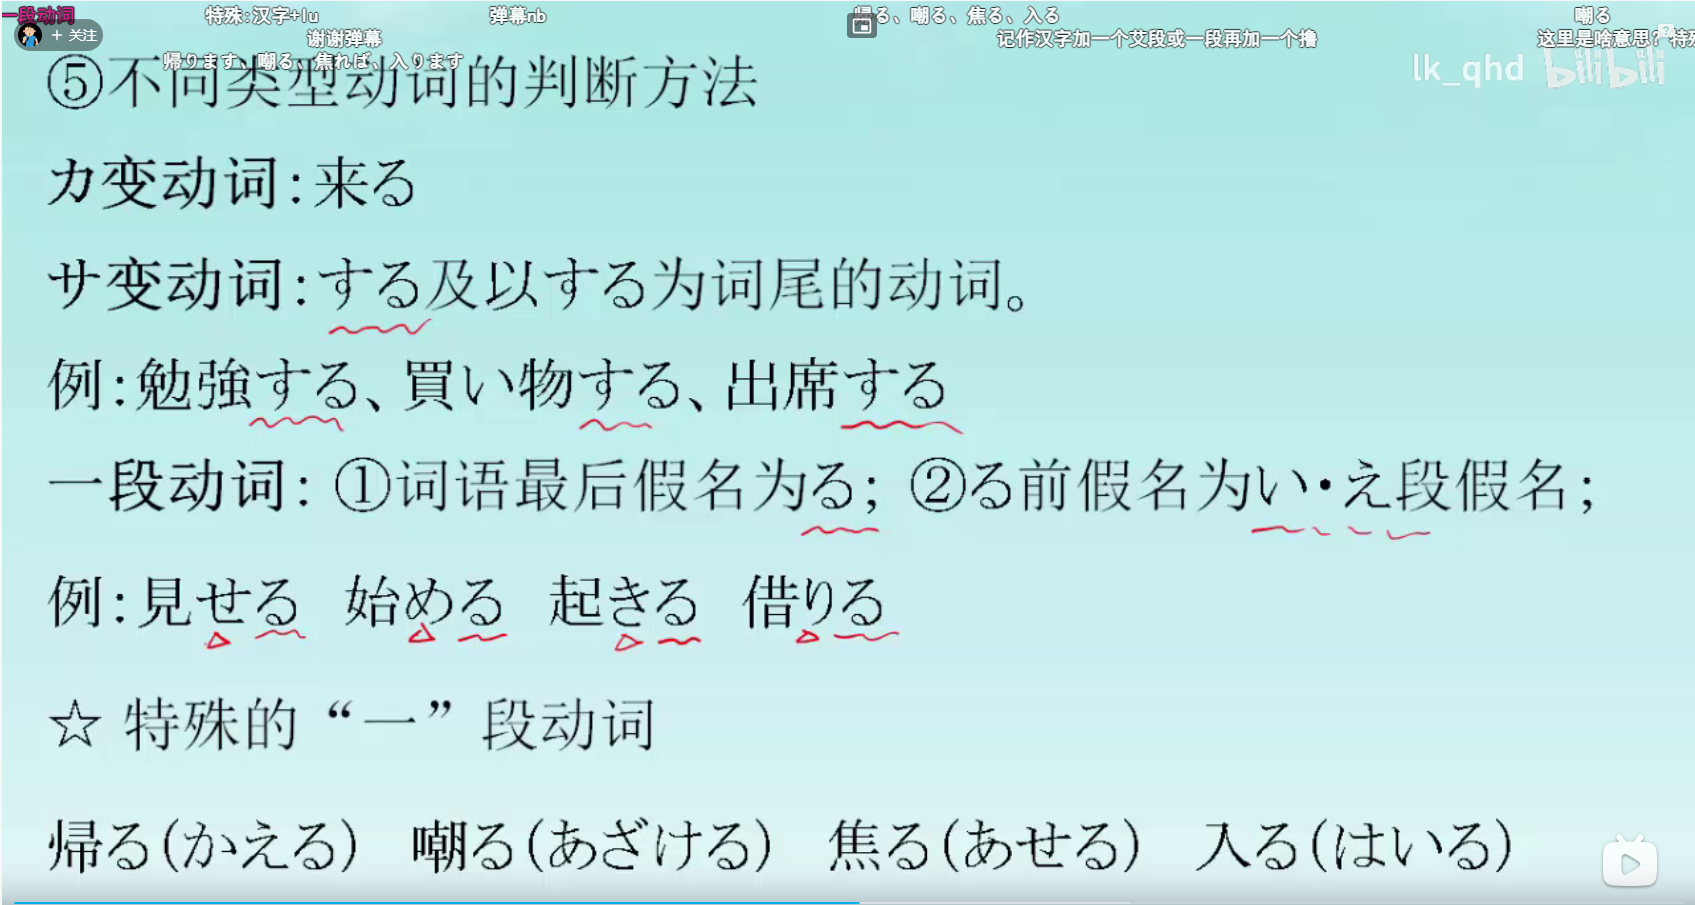 一段动词 特殊:汉字+lu 弹幕nb 帰る、嘲る、焦る、入る 嘲る
+ 关注 谢谢弹幕 记作汉字加一个艾段或一段再加一个撸 这里是啥意思?特殊
帰ります、嘲る、焦れば、入ります
lk_qhd bilibili
⑤不同类型动词的判断方法
カ变动词:来る
サ变动词:する及以する为词尾的动词。
例:勉強する、買い物する、出席する
一段动词: ①词语最后假名为る; ②る前假名为い・え段假名;
例:見せる 始める 起きる 借りる
☆ 特殊的“一”段动词
帰る(かえる) 嘲る(あざける) 焦る(あせる) 入る(はいる)